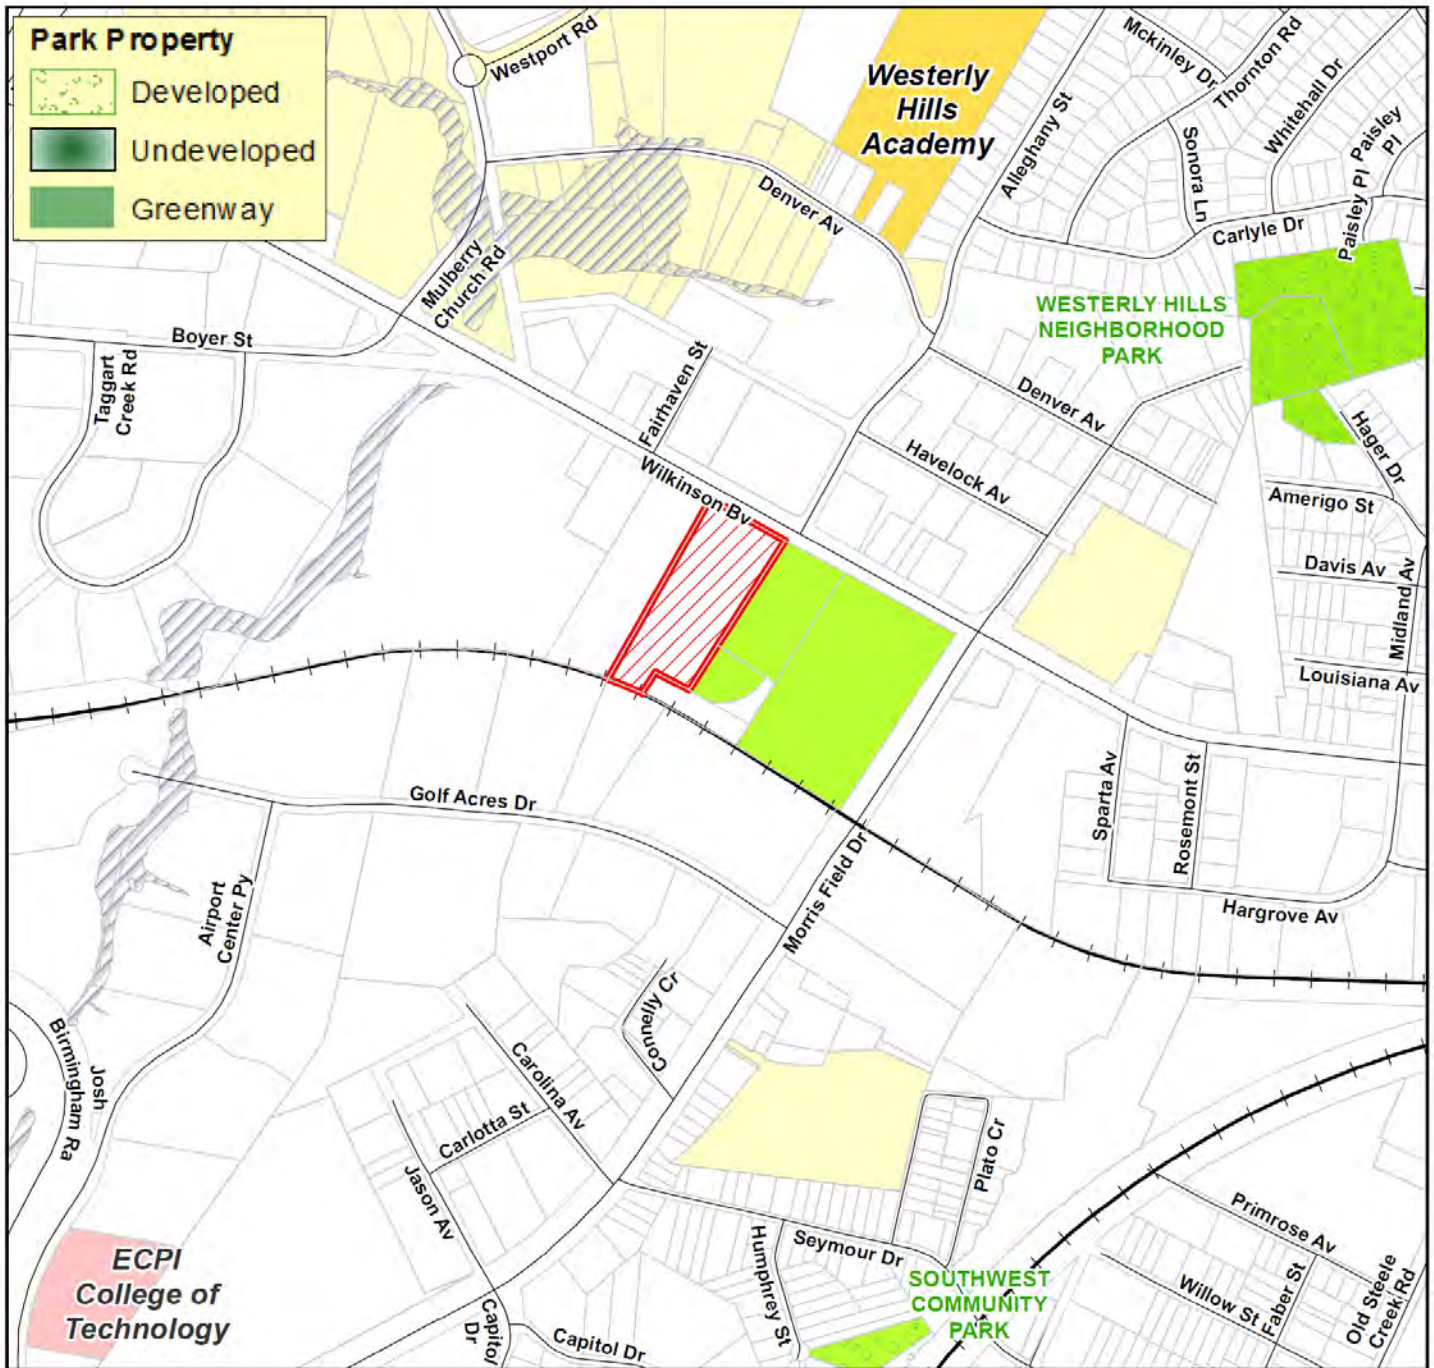 Park Property
Developed
Undeveloped
Greenway
Westport Rd
Westerly
Hills
Academy
Mckinley Dr
Thornton Rd
Whitehall Dr
Paisley
Pl
Alleghany St
Sonora Ln
Paisley Pl
Carlyle Dr
Denver Av
Mulberry
Church Rd
WESTERLY HILLS
NEIGHBORHOOD
PARK
Boyer St
Taggart
Creek Rd
Fairhaven St
Denver Av
Hager Dr
Havelock Av
Wilkinson Bv
Amerigo St
Davis Av
Midland Av
Louisiana Av
Golf Acres Dr
Sparta Av
Rosemont St
Morris Field Dr
Airport
Center Py
Hargrove Av
Connelly Cr
Josh
Birmingham Ra
Carolina Av
Carlotta St
Jason Av
Plato Cr
Primrose Av
Humphrey St
Seymour Dr
ECPI
College of
Technology
SOUTHWEST
COMMUNITY
PARK
Willow St
Faber St
Old Steele
Creek Rd
Capitol
Dr
Capitol Dr